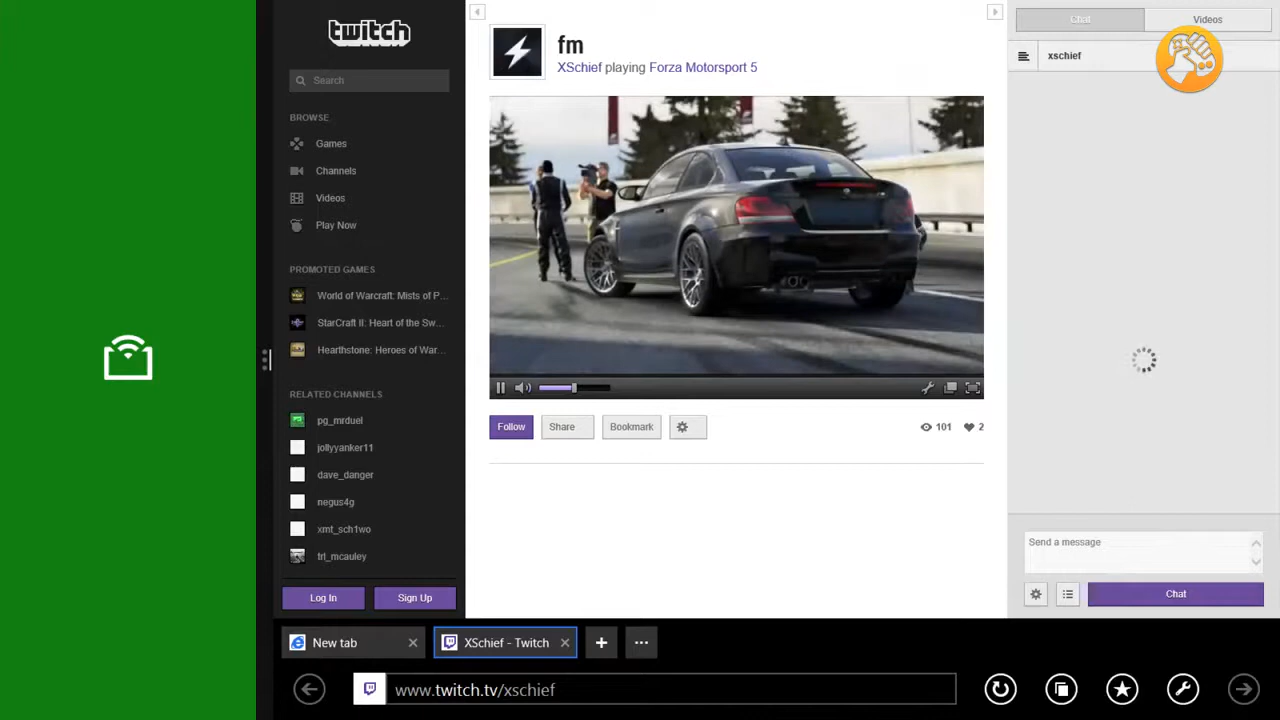 twitch
Search
BROWSE
Games
Channels
Videos
Play Now
PROMOTED GAMES
World of Warcraft: Mists of P...
StarCraft II: Heart of the Sw...
Hearthstone: Heroes of War...
RELATED CHANNELS
pg_mrduel
jollyyanker11
dave_danger
negus4g
xmt_sch1wo
trl_mcauley
Log In
Sign Up
fm
XSchief playing Forza Motorsport 5
Follow
Share
Bookmark
101
2
Chat
Videos
xschief
Send a message
Chat
New tab
XSchief - Twitch
www.twitch.tv/xschief